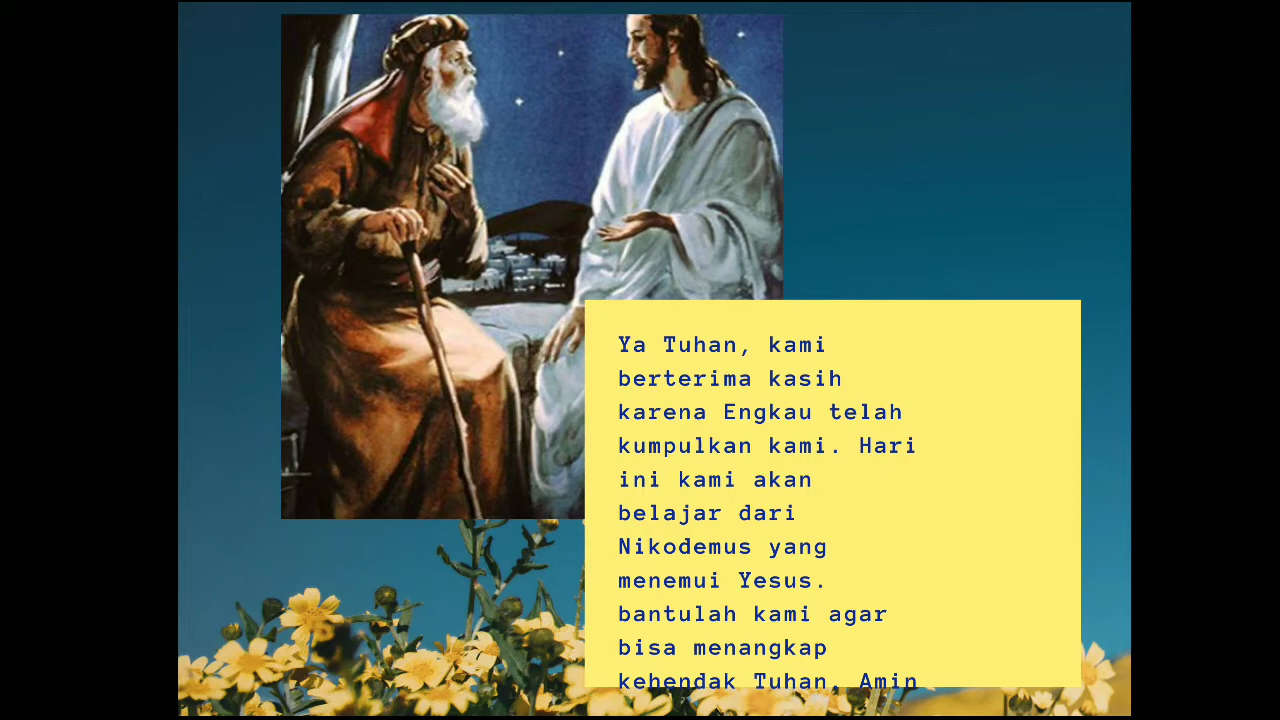 Ya Tuhan, kami
berterima kasih
karena Engkau telah
kumpulkan kami. Hari
ini kami akan
belajar dari
Nikodemus yang
menemui Yesus.
bantulah kami agar
bisa menangkap
kehendak Tuhan. Amin